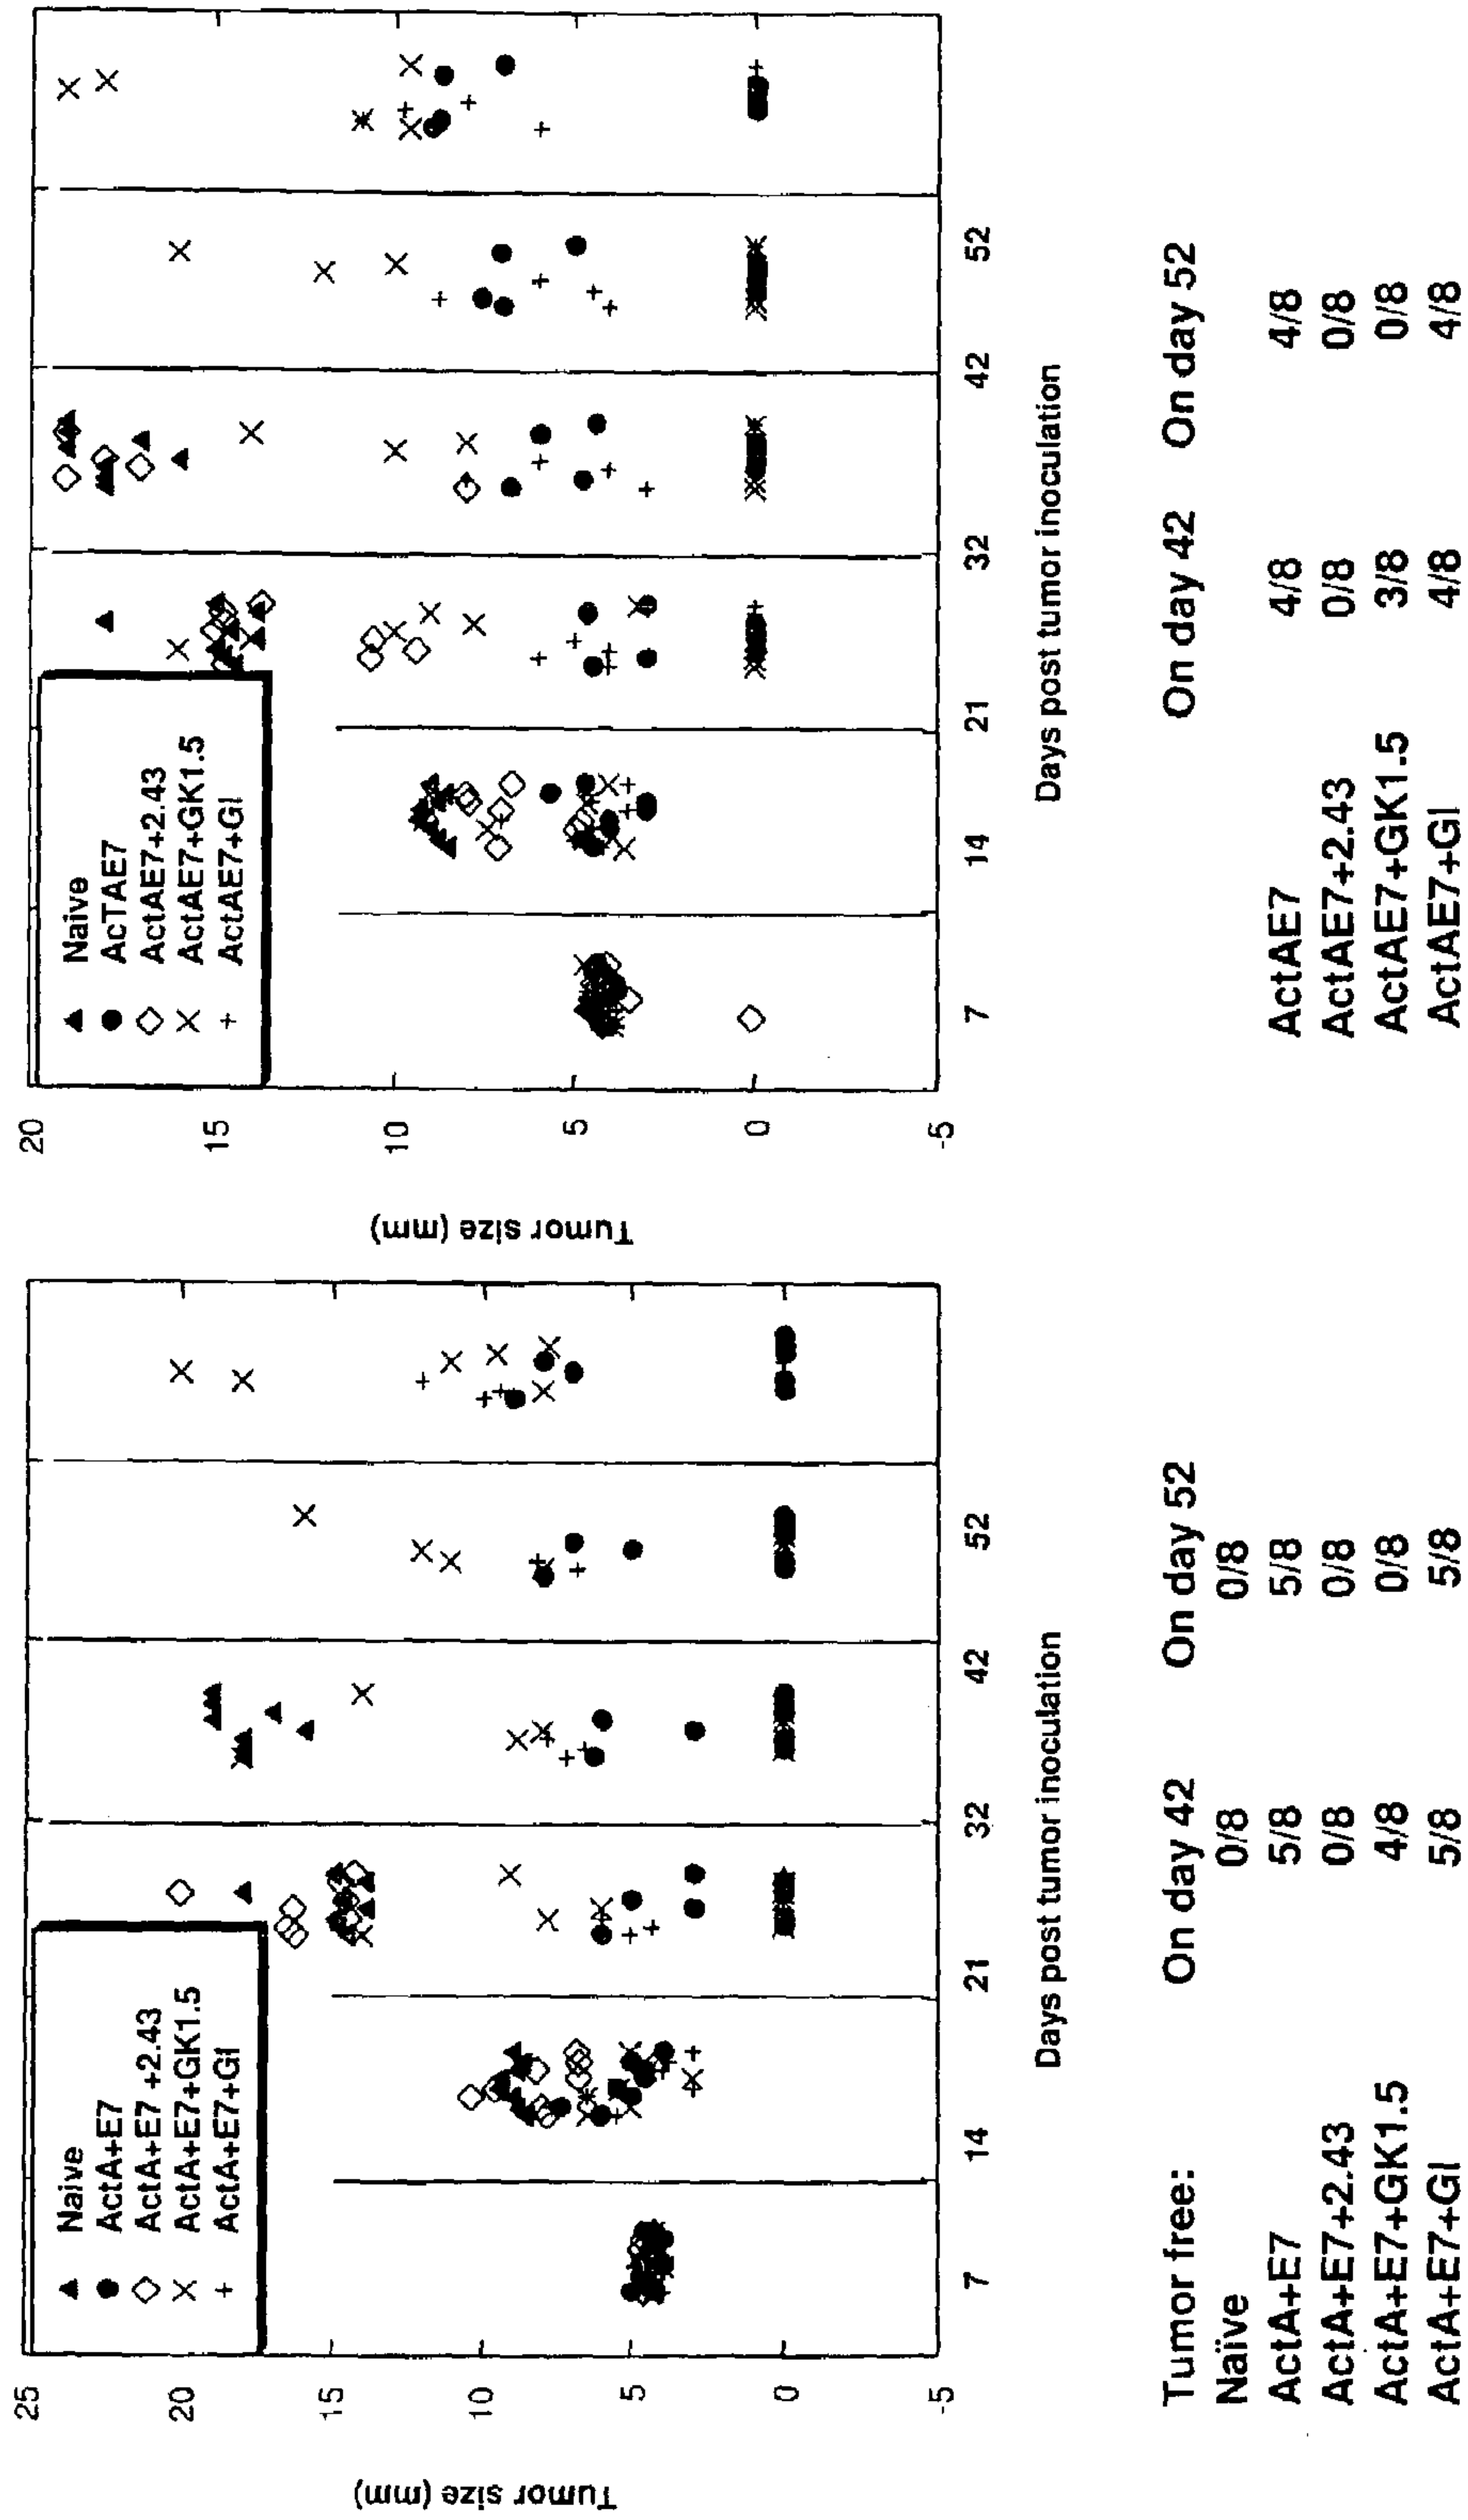 25
20
15
10
5
0
-5
Tumor size (mm)
Naive
ActA+E7
ActA+E7 +2.43
ActA+E7+GK1.5
ActA+E7+GI
7
14
21
32
42
52
Days post tumor inoculation
Tumor free: On day 42 On day 52
Naïve 0/8 0/8
ActA+E7 5/8 5/8
ActA+E7+2.43 0/8 0/8
ActA+E7+GK1.5 4/8 0/8
ActA+E7+GI 5/8 5/8
20
15
10
5
0
-5
Tumor size (mm)
Naïve
AcTAE7
ActAE7+2.43
ActAE7+GK1.5
ActAE7+GI
7
14
21
32
42
52
Days post tumor inoculation
On day 42 On day 52
ActAE7 4/8 4/8
ActAE7+2.43 0/8 0/8
ActAE7+GK1.5 3/8 0/8
ActAE7+GI 4/8 4/8